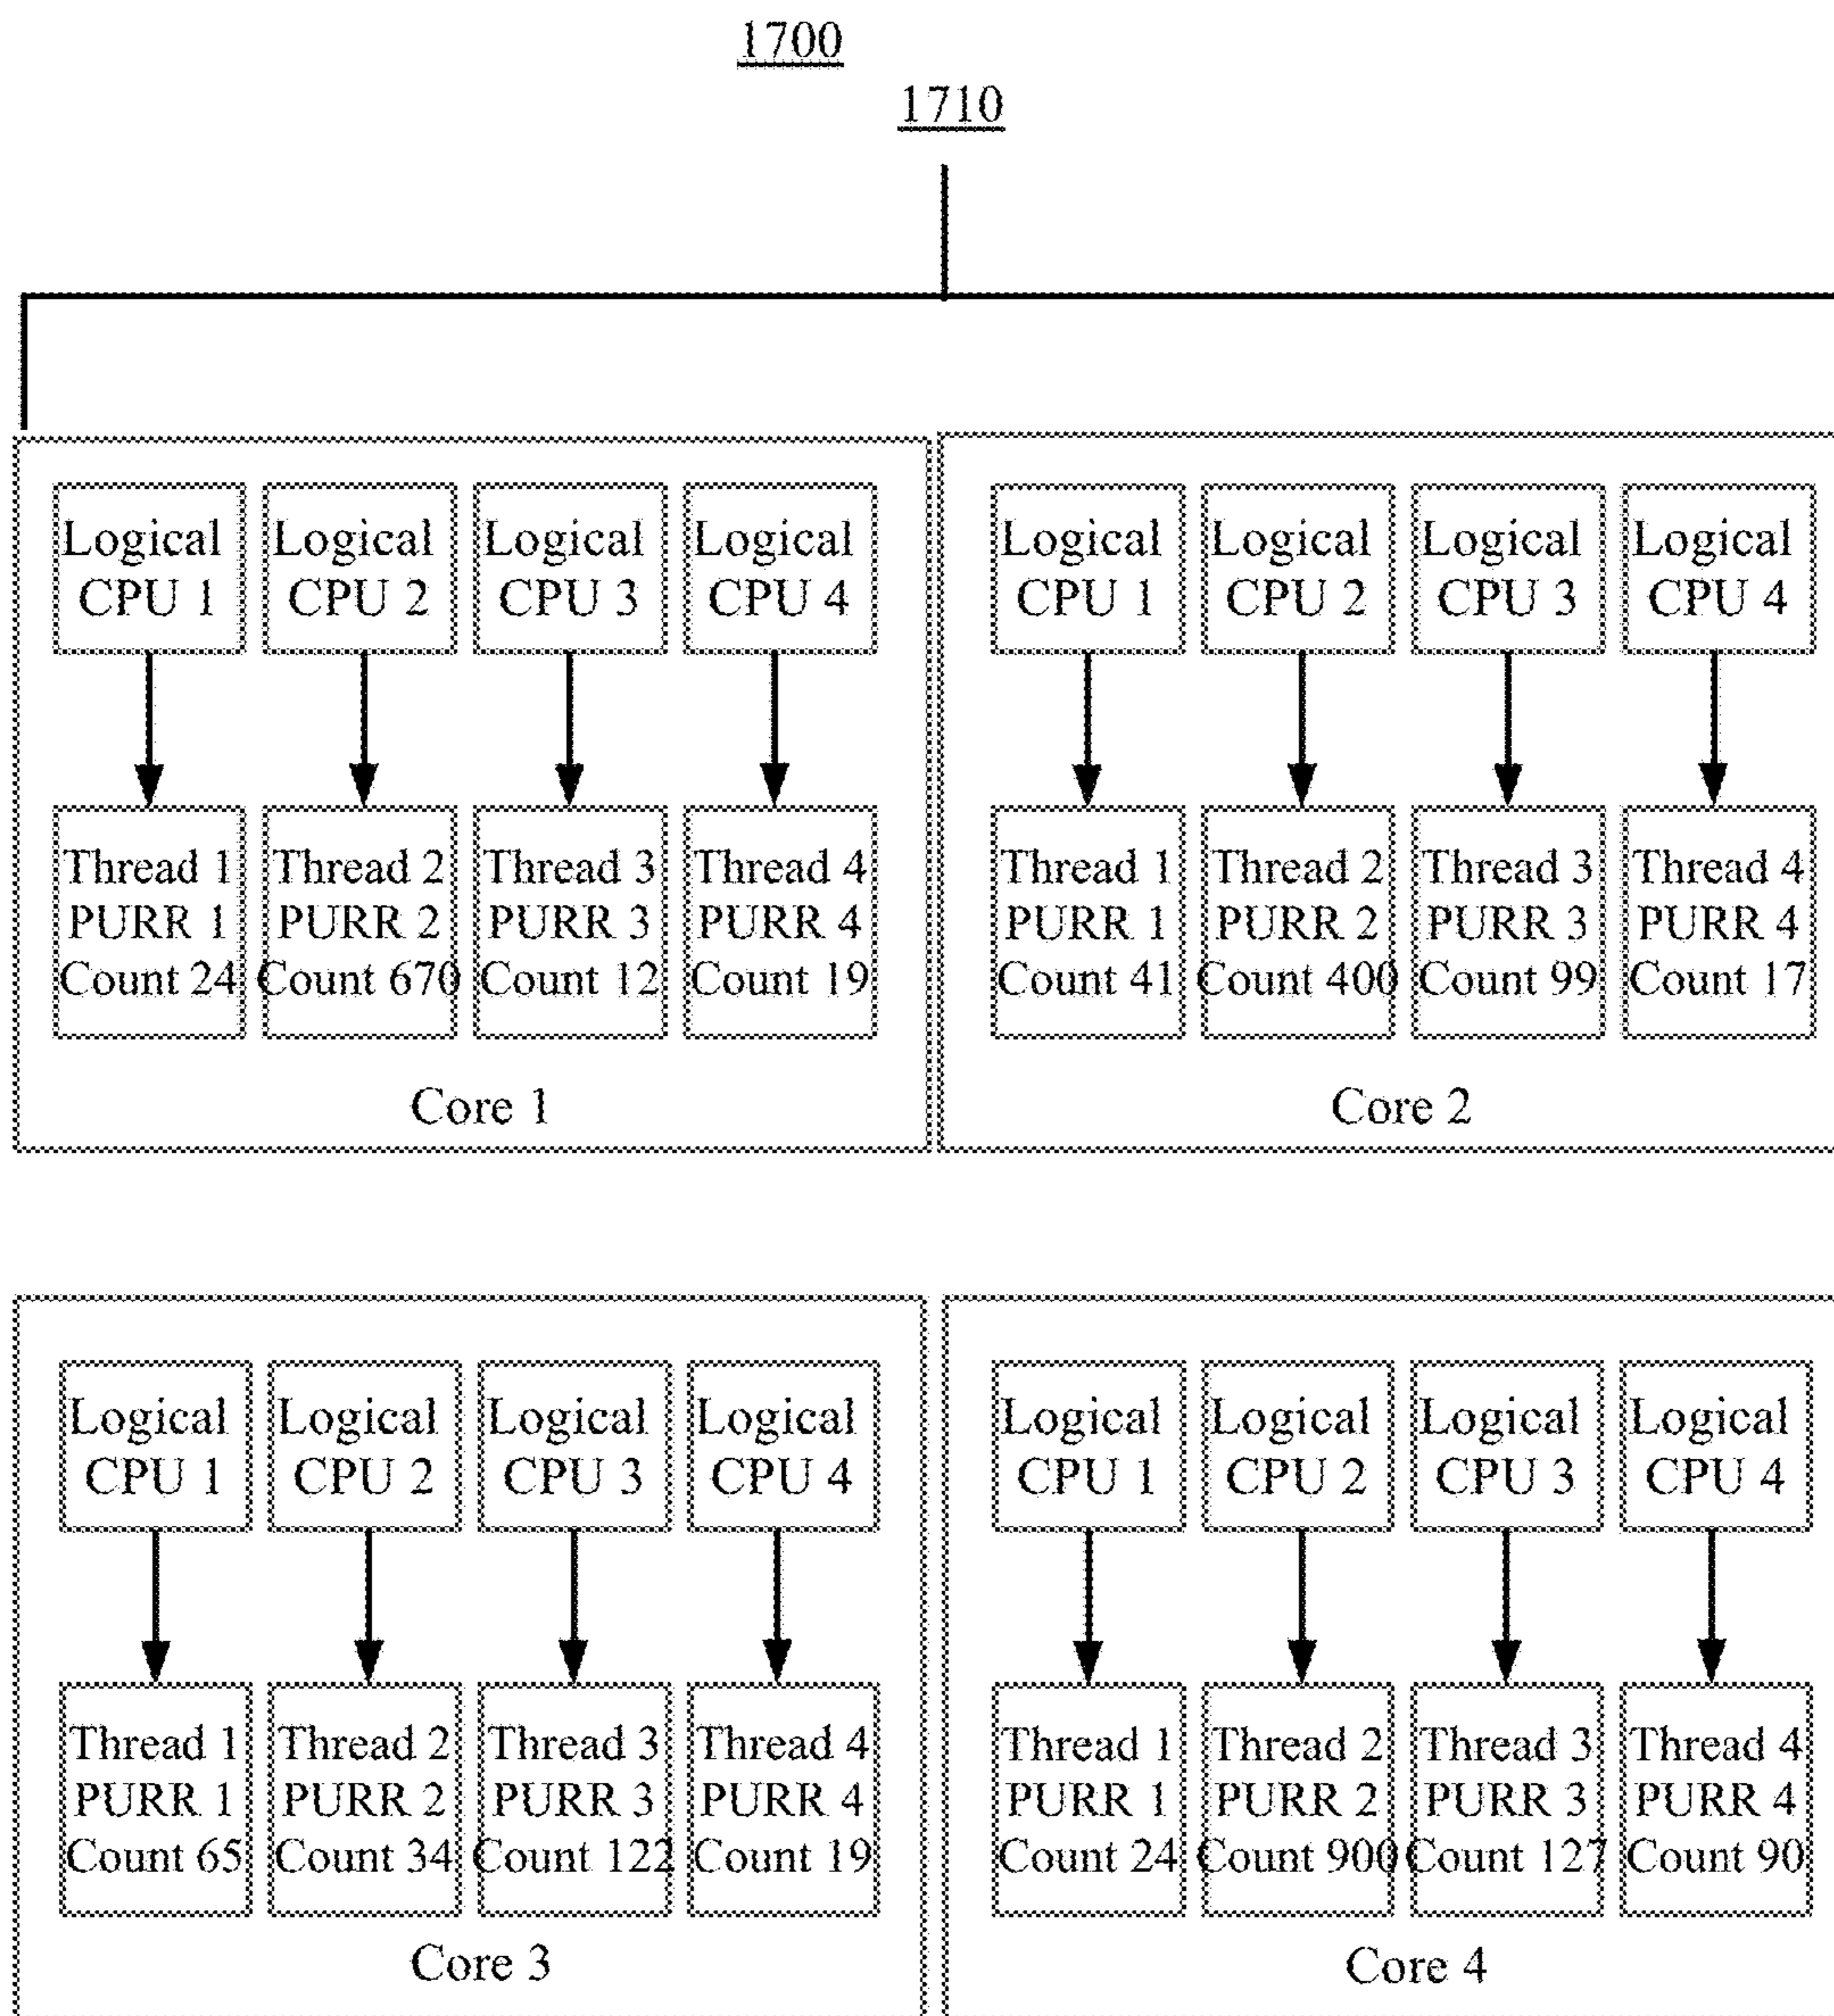 1700
1710
Logical CPU 1
Logical CPU 2
Logical CPU 3
Logical CPU 4
Thread 1
PURR 1
Count 24
Thread 2
PURR 2
Count 670
Thread 3
PURR 3
Count 12
Thread 4
PURR 4
Count 19
Core 1
Logical CPU 1
Logical CPU 2
Logical CPU 3
Logical CPU 4
Thread 1
PURR 1
Count 41
Thread 2
PURR 2
Count 400
Thread 3
PURR 3
Count 99
Thread 4
PURR 4
Count 17
Core 2
Logical CPU 1
Logical CPU 2
Logical CPU 3
Logical CPU 4
Thread 1
PURR 1
Count 65
Thread 2
PURR 2
Count 34
Thread 3
PURR 3
Count 122
Thread 4
PURR 4
Count 19
Core 3
Logical CPU 1
Logical CPU 2
Logical CPU 3
Logical CPU 4
Thread 1
PURR 1
Count 24
Thread 2
PURR 2
Count 900
Thread 3
PURR 3
Count 127
Thread 4
PURR 4
Count 90
Core 4